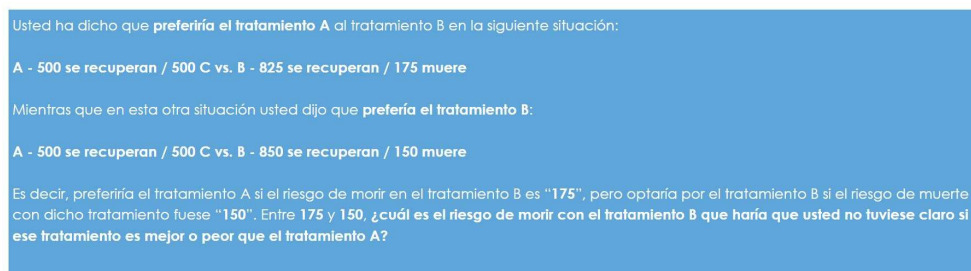 Usted ha dicho que preferiría el tratamiento A al tratamiento B en la siguiente situación:
A - 500 se recuperan / 500 C vs. B - 825 se recuperan / 175 muere
Mientras que en esta otra situación usted dijo que prefería el tratamiento B:
A - 500 se recuperan / 500 C vs. B - 850 se recuperan / 150 muere
Es decir, preferiría el tratamiento A si el riesgo de morir en el tratamiento B es “175”, pero optaría por el tratamiento B si el riesgo de muerte
con dicho tratamiento fuese “150”. Entre 175 y 150, ¿cuál es el riesgo de morir con el tratamiento B que haría que usted no tuviese claro si
ese tratamiento es mejor o peor que el tratamiento A?